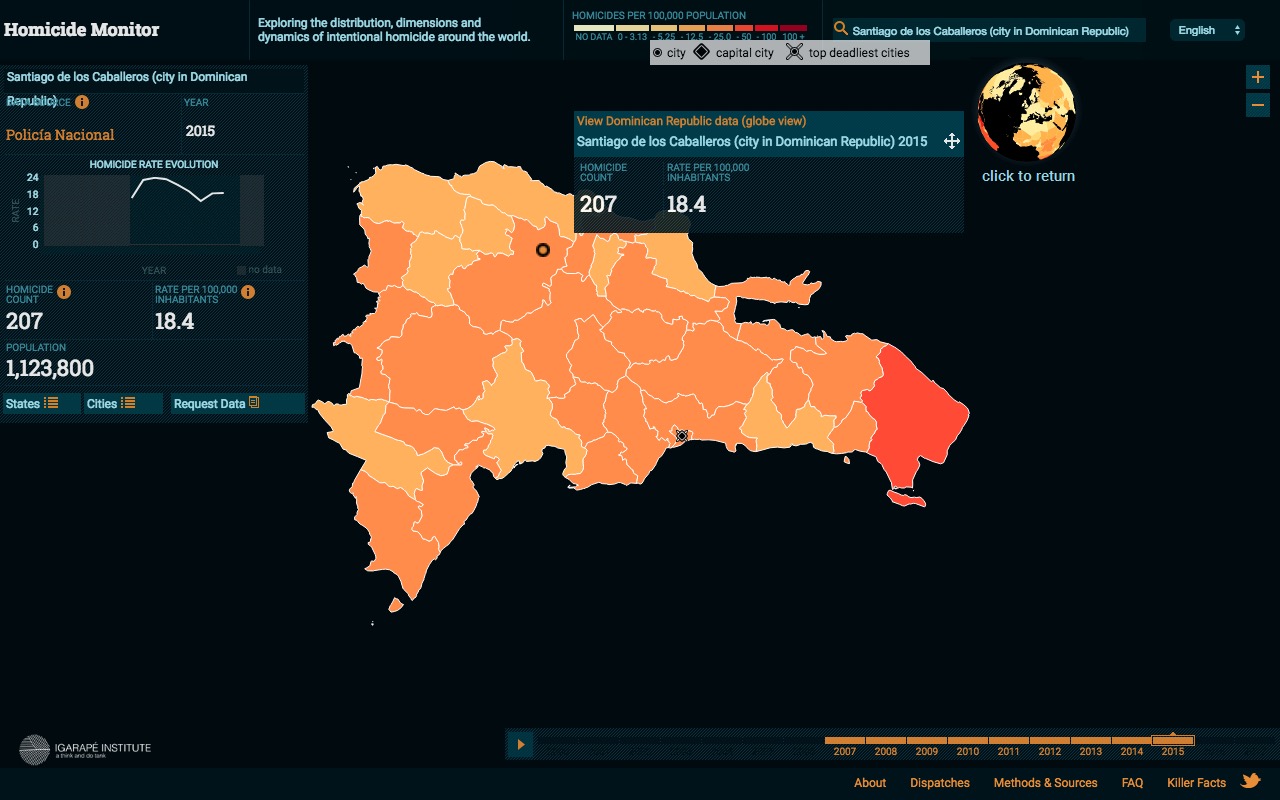 Homicide Monitor
Exploring the distribution, dimensions and
dynamics of intentional homicide around the world.
HOMICIDES PER 100,000 POPULATION
NO DATA 0 - 3.13 - 5.25 - 12.5 - 25.0 - 50 - 100 100 +
Santiago de los Caballeros (city in Dominican Republic)
English
city
capital city
top deadliest cities
Santiago de los Caballeros (city in Dominican
Republic)
YEAR
Policía Nacional
2015
HOMICIDE RATE EVOLUTION
24
18
12
6
0
RATE
YEAR
no data
HOMICIDE
COUNT
207
RATE PER 100,000
INHABITANTS
18.4
POPULATION
1,123,800
States
Cities
Request Data
View Dominican Republic data (globe view)
Santiago de los Caballeros (city in Dominican Republic) 2015
HOMICIDE
COUNT
207
RATE PER 100,000
INHABITANTS
18.4
click to return
+
−
IGARAPÉ INSTITUTE
a think and do tank
2007 2008 2009 2010 2011 2012 2013 2014 2015
About Dispatches Methods & Sources FAQ Killer Facts